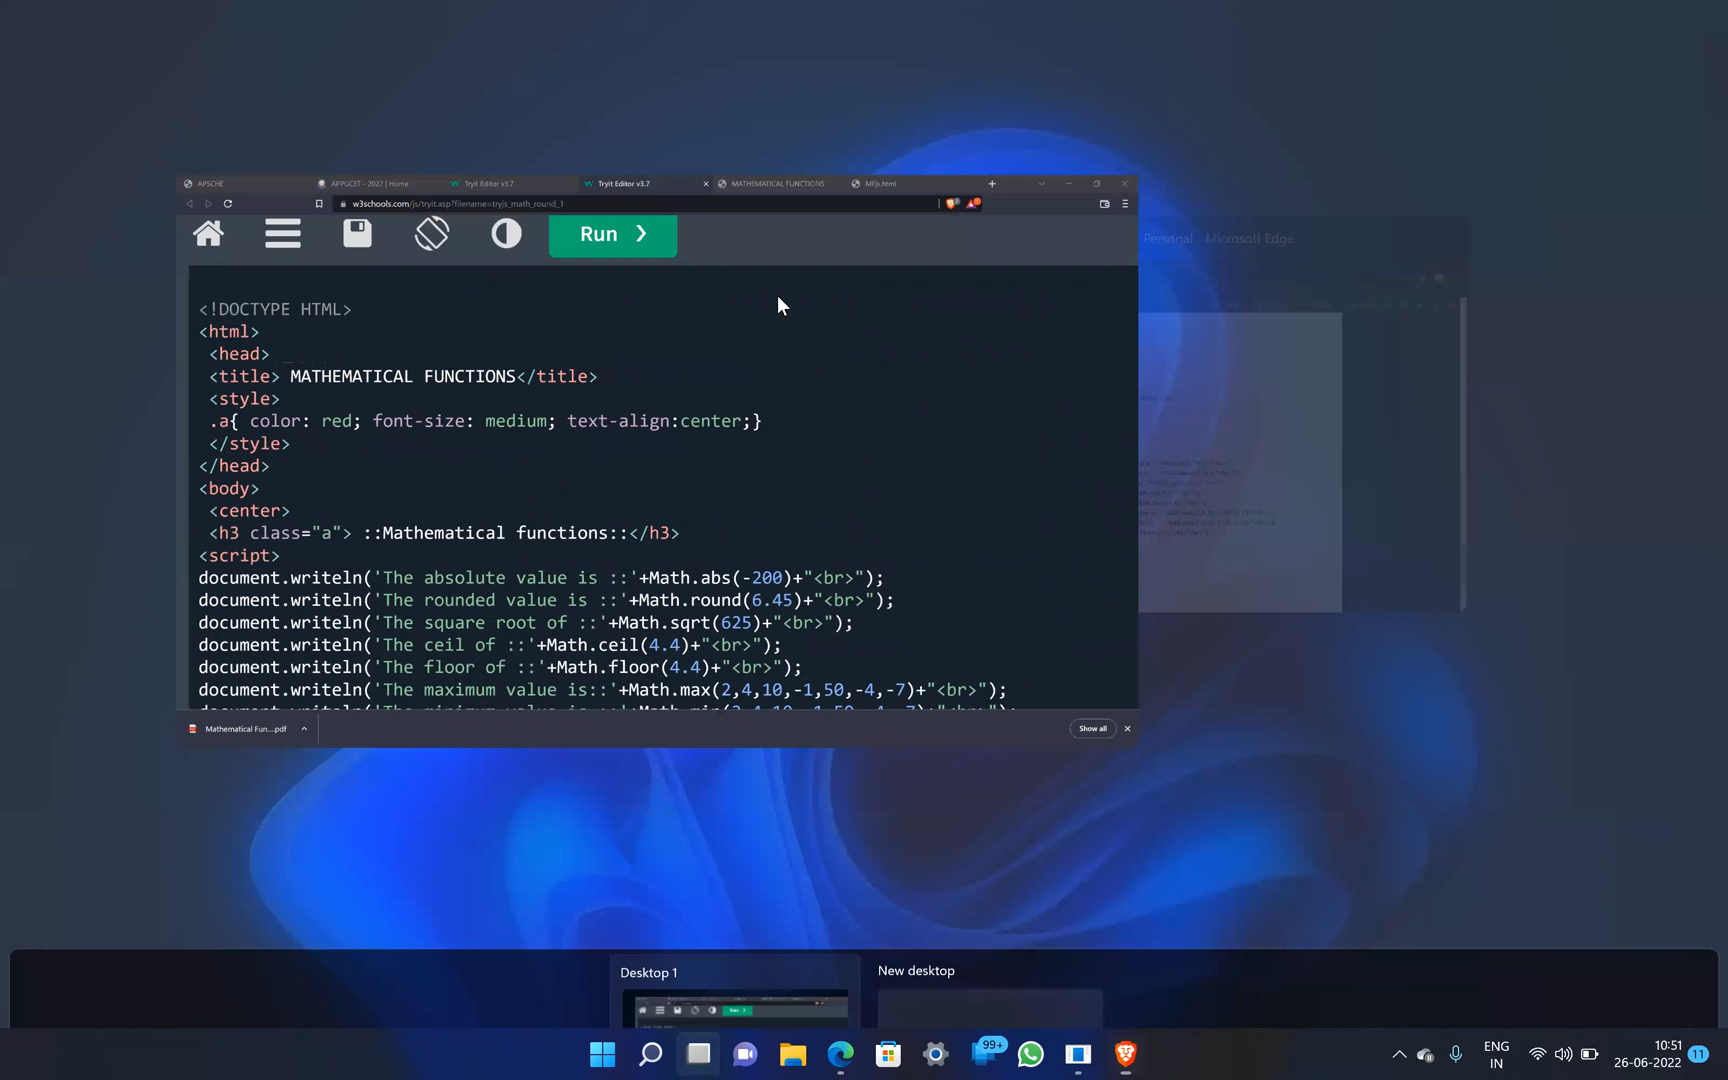 APSCHE
APPGCET - 2022 | Home
Tryit Editor v3.7
Tryit Editor v3.7
MATHEMATICAL FUNCTIONS
MFjs.html
w3schools.com/js/tryit.asp?filename=tryjs_math_round_1
Run ❯
Personal Microsoft Edge
<!DOCTYPE HTML>
<html>
<head>
<title> MATHEMATICAL FUNCTIONS</title>
<style>
.a{ color: red; font-size: medium; text-align:center;}
</style>
</head>
<body>
<center>
<h3 class="a"> ::Mathematical functions::</h3>
<script>
document.writeln('The absolute value is ::'+Math.abs(-200)+"<br>");
document.writeln('The rounded value is ::'+Math.round(6.45)+"<br>");
document.writeln('The square root of ::'+Math.sqrt(625)+"<br>");
document.writeln('The ceil of ::'+Math.ceil(4.4)+"<br>");
document.writeln('The floor of ::'+Math.floor(4.4)+"<br>");
document.writeln('The maximum value is::'+Math.max(2,4,10,-1,50,-4,-7)+"<br>");
Mathematical Fun....pdf
Show all
Desktop 1
New desktop
Run
99+
ENG
IN
10:51
26-06-2022
11